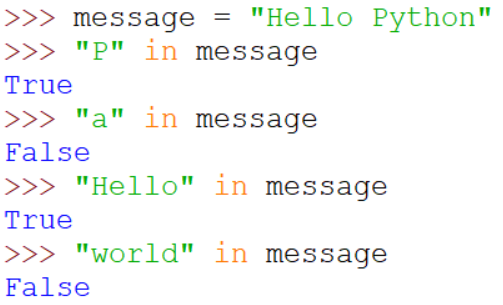 >>> message = "Hello Python"
>>> "P" in message
True
>>> "a" in message
False
>>> "Hello" in message
True
>>> "world" in message
False